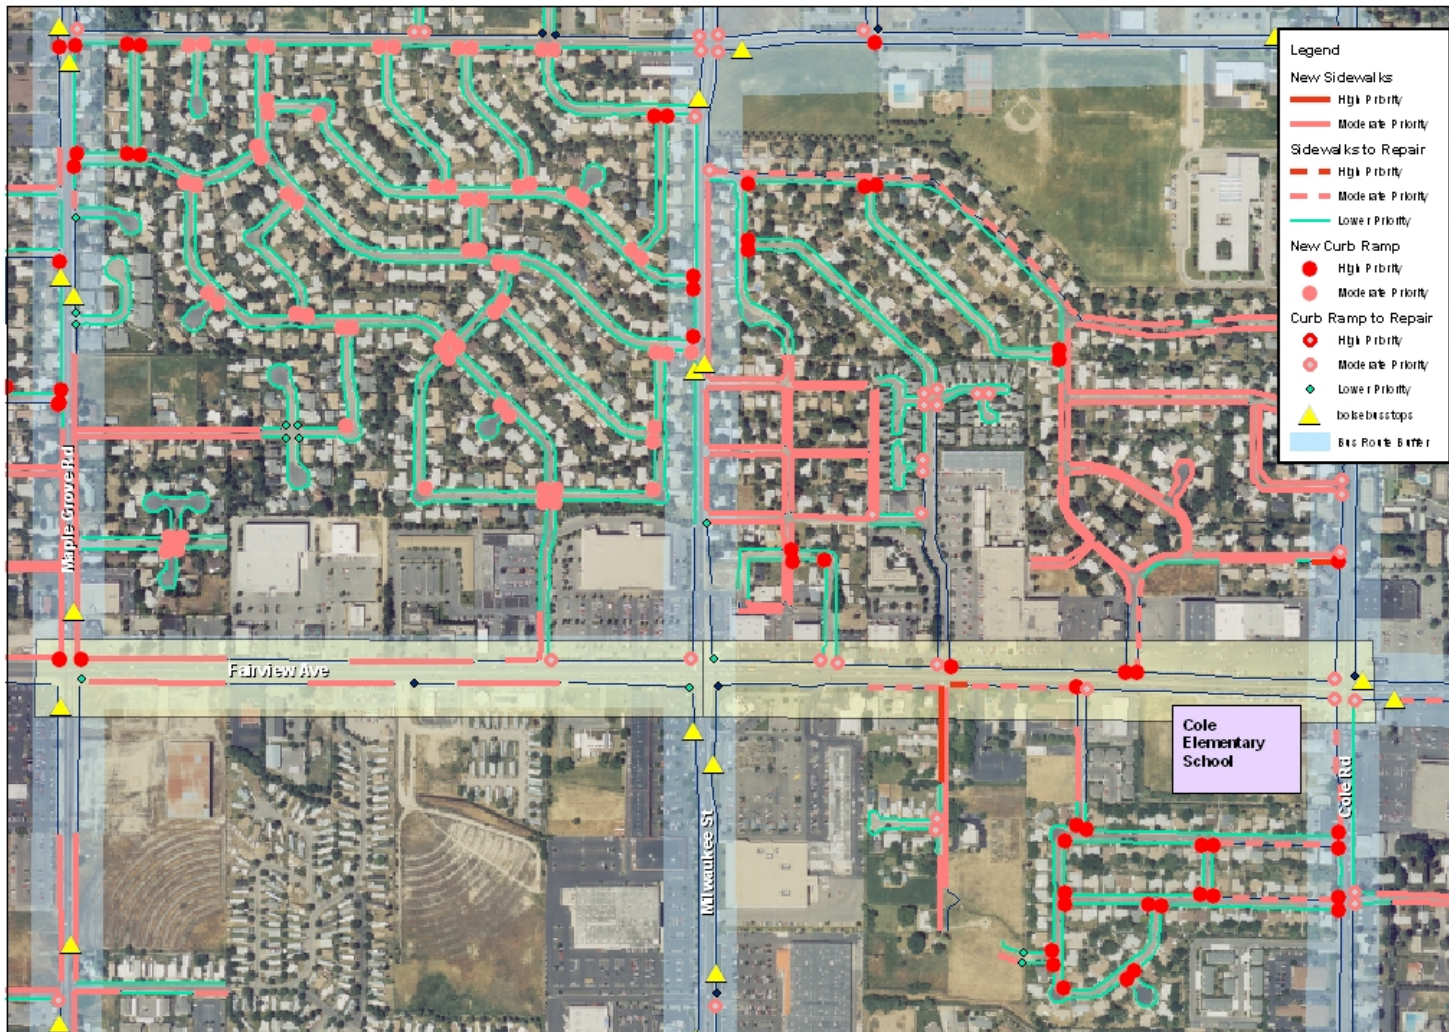 Legend
New Sidewalks
High Priority
Moderate Priority
Sidewalks to Repair
High Priority
Moderate Priority
Lower Priority
New Curb Ramp
High Priority
Moderate Priority
Curb Ramp to Repair
High Priority
Moderate Priority
Lower Priority
boisebusstops
Bus Route Buffer
Maple Grove Rd
Fairview Ave
Milwaukee St
Cole Rd
Cole
Elementary
School